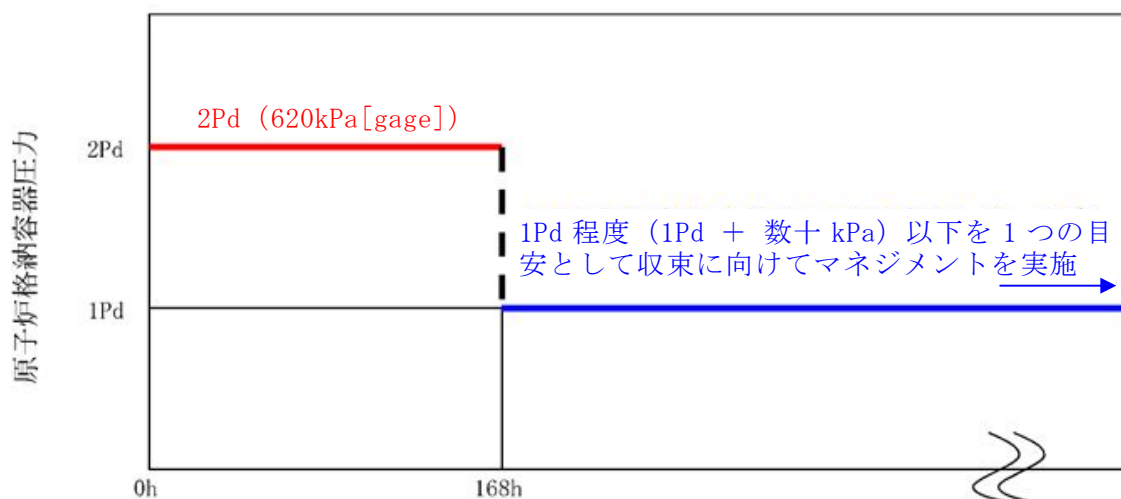 原子炉格納容器圧力
2Pd (620kPa[gage])
2Pd
1Pd 程度（1Pd ＋ 数十 kPa）以下を 1 つの目
安として収束に向けてマネジメントを実施
1Pd
0h
168h